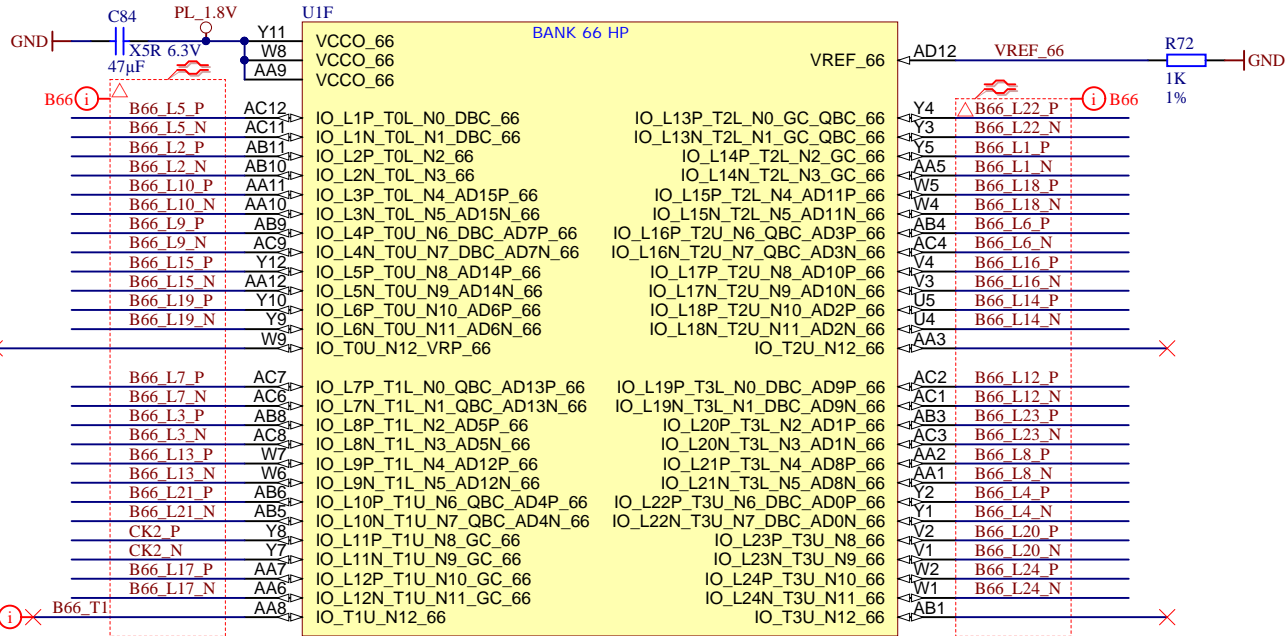 C84 PL_1.8V U1F
GND X5R 6.3V 47µF
BANK 66 HP
Y11 VCCO_66
W8 VCCO_66
AA9 VCCO_66
VREF_66 AD12 VREF_66 R72 GND
1K
1%
i B66
i B66
B66_L5_P AC12 IO_L1P_T0L_N0_DBC_66 IO_L13P_T2L_N0_GC_QBC_66 Y4 B66_L22_P
B66_L5_N AC11 IO_L1N_T0L_N1_DBC_66 IO_L13N_T2L_N1_GC_QBC_66 Y3 B66_L22_N
B66_L2_P AB11 IO_L2P_T0L_N2_66 IO_L14P_T2L_N2_GC_66 Y5 B66_L1_P
B66_L2_N AB10 IO_L2N_T0L_N3_66 IO_L14N_T2L_N3_GC_66 AA5 B66_L1_N
B66_L10_P AA11 IO_L3P_T0L_N4_AD15P_66 IO_L15P_T2L_N4_AD11P_66 W5 B66_L18_P
B66_L10_N AA10 IO_L3N_T0L_N5_AD15N_66 IO_L15N_T2L_N5_AD11N_66 W4 B66_L18_N
B66_L9_P AB9 IO_L4P_T0U_N6_DBC_AD7P_66 IO_L16P_T2U_N6_QBC_AD3P_66 AB4 B66_L6_P
B66_L9_N AC9 IO_L4N_T0U_N7_DBC_AD7N_66 IO_L16N_T2U_N7_QBC_AD3N_66 AC4 B66_L6_N
B66_L15_P Y12 IO_L5P_T0U_N8_AD14P_66 IO_L17P_T2U_N8_AD10P_66 V4 B66_L16_P
B66_L15_N AA12 IO_L5N_T0U_N9_AD14N_66 IO_L17N_T2U_N9_AD10N_66 V3 B66_L16_N
B66_L19_P Y10 IO_L6P_T0U_N10_AD6P_66 IO_L18P_T2U_N10_AD2P_66 U5 B66_L14_P
B66_L19_N Y9 IO_L6N_T0U_N11_AD6N_66 IO_L18N_T2U_N11_AD2N_66 U4 B66_L14_N
W9 IO_T0U_N12_VRP_66 IO_T2U_N12_66 AA3
B66_L7_P AC7 IO_L7P_T1L_N0_QBC_AD13P_66 IO_L19P_T3L_N0_DBC_AD9P_66 AC2 B66_L12_P
B66_L7_N AC6 IO_L7N_T1L_N1_QBC_AD13N_66 IO_L19N_T3L_N1_DBC_AD9N_66 AC1 B66_L12_N
B66_L3_P AB8 IO_L8P_T1L_N2_AD5P_66 IO_L20P_T3L_N2_AD1P_66 AB3 B66_L23_P
B66_L3_N AC8 IO_L8N_T1L_N3_AD5N_66 IO_L20N_T3L_N3_AD1N_66 AC3 B66_L23_N
B66_L13_P W7 IO_L9P_T1L_N4_AD12P_66 IO_L21P_T3L_N4_AD8P_66 AA2 B66_L8_P
B66_L13_N W6 IO_L9N_T1L_N5_AD12N_66 IO_L21N_T3L_N5_AD8N_66 AA1 B66_L8_N
B66_L21_P AB6 IO_L10P_T1U_N6_QBC_AD4P_66 IO_L22P_T3U_N6_DBC_AD0P_66 Y2 B66_L4_P
B66_L21_N AB5 IO_L10N_T1U_N7_QBC_AD4N_66 IO_L22N_T3U_N7_DBC_AD0N_66 Y1 B66_L4_N
CK2_P Y8 IO_L11P_T1U_N8_GC_66 IO_L23P_T3U_N8_66 V2 B66_L20_P
CK2_N Y7 IO_L11N_T1U_N9_GC_66 IO_L23N_T3U_N9_66 V1 B66_L20_N
B66_L17_P AA7 IO_L12P_T1U_N10_GC_66 IO_L24P_T3U_N10_66 W2 B66_L24_P
B66_L17_N AA6 IO_L12N_T1U_N11_GC_66 IO_L24N_T3U_N11_66 W1 B66_L24_N
i B66_T1 AA8 IO_T1U_N12_66 IO_T3U_N12_66 AB1